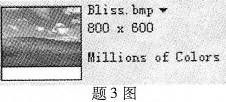 Bliss.bmp
800 x 600
Millions of Colors
题 3 图